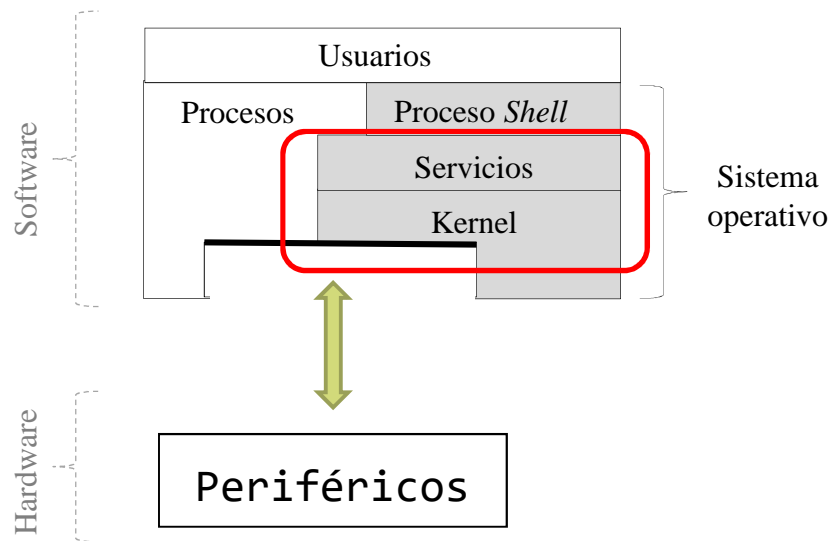 Software
Usuarios
Procesos
Proceso Shell
Servicios
Kernel
Sistema
operativo
Hardware
Periféricos